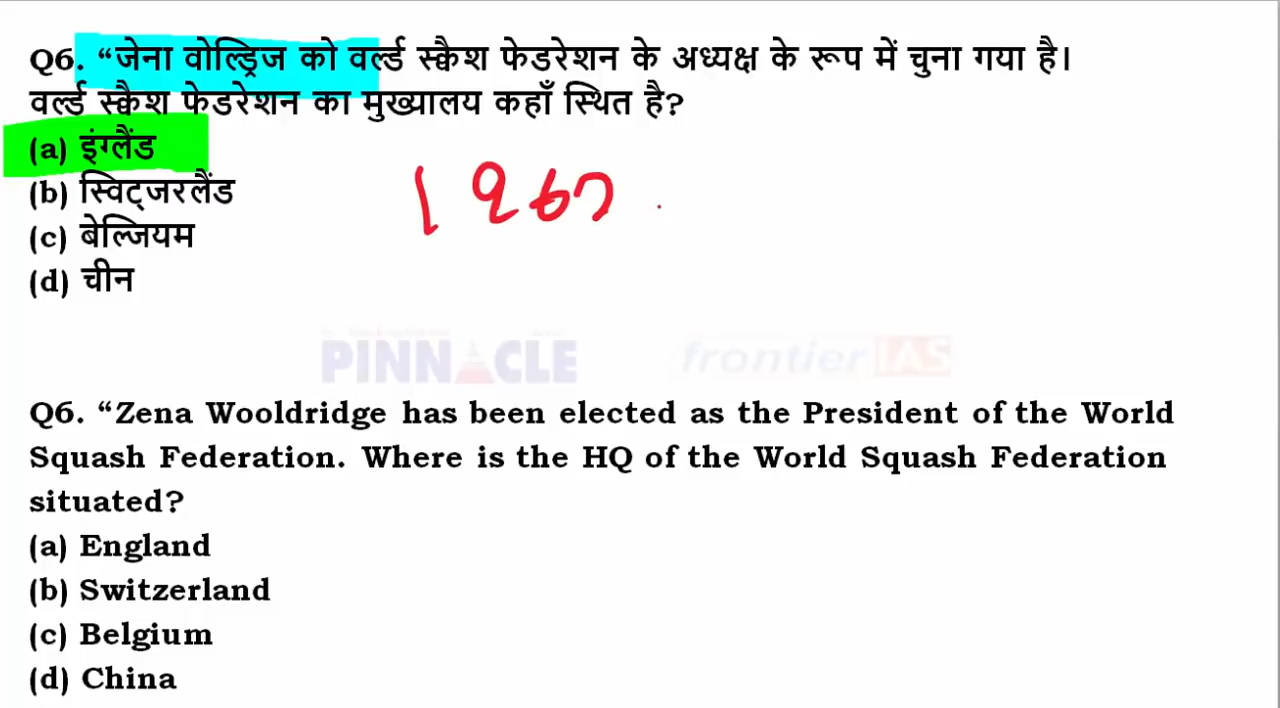 Q6. “जेना वोल्ड्रिज को वर्ल्ड स्क्वैश फेडरेशन के अध्यक्ष के रूप में चुना गया है।
वर्ल्ड स्क्वैश फेडरेशन का मुख्यालय कहाँ स्थित है?
(a) इंग्लैंड
(b) स्विट्जरलैंड
(c) बेल्जियम
(d) चीन
1967
PINNACLE frontier IAS
Q6. “Zena Wooldridge has been elected as the President of the World
Squash Federation. Where is the HQ of the World Squash Federation
situated?
(a) England
(b) Switzerland
(c) Belgium
(d) China